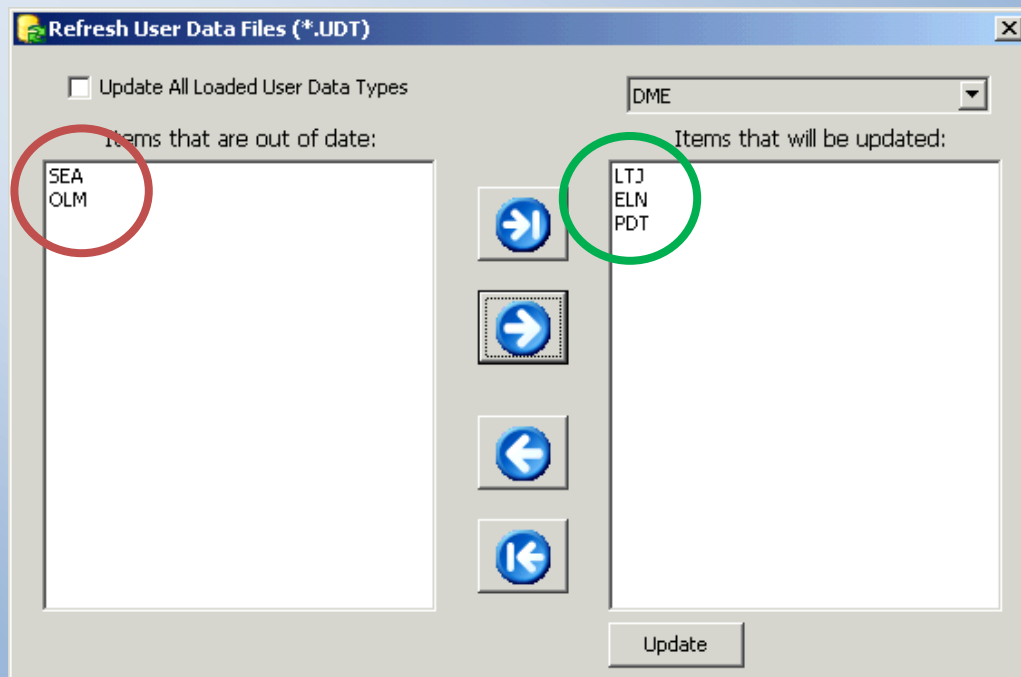 Refresh User Data Files (*.UDT)
Update All Loaded User Data Types
DME
Items that are out of date:
Items that will be updated:
SEA
OLM
LTJ
ELN
PDT
Update